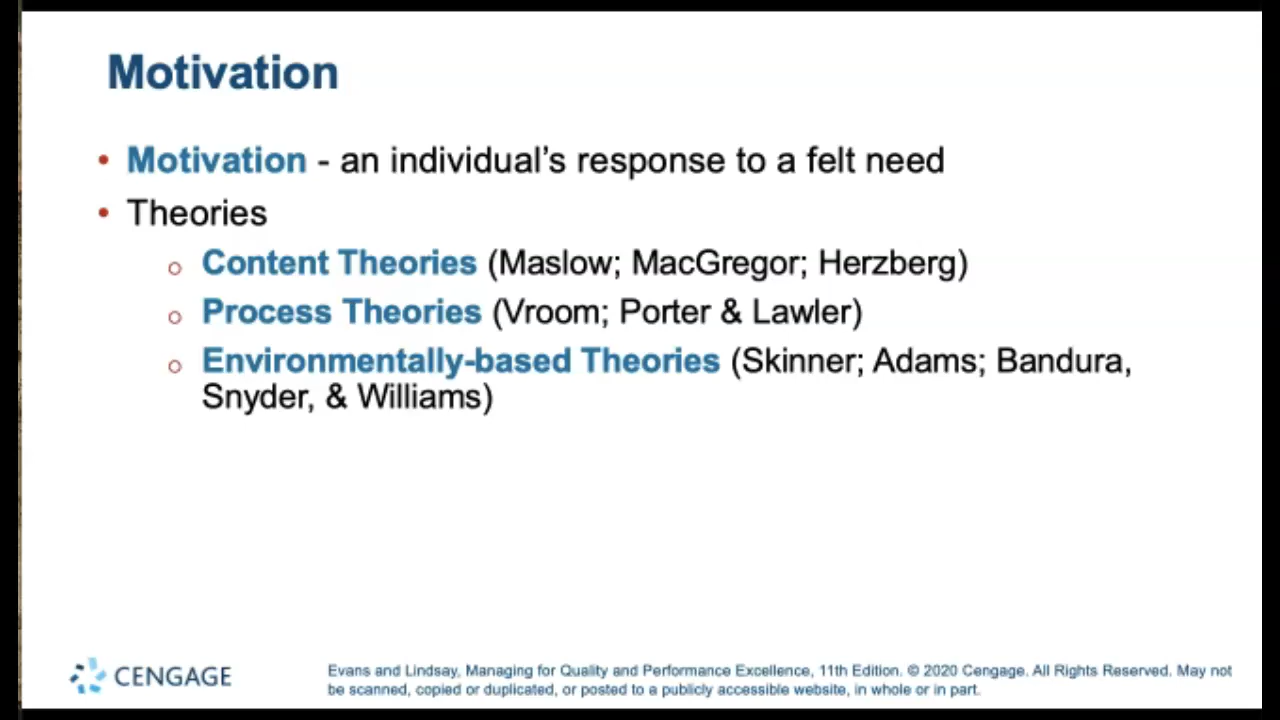 Motivation
• Motivation - an individual's response to a felt need
• Theories
o Content Theories (Maslow; MacGregor; Herzberg)
o Process Theories (Vroom; Porter & Lawler)
o Environmentally-based Theories (Skinner; Adams; Bandura,
Snyder, & Williams)
CENGAGE
Evans and Lindsay, Managing for Quality and Performance Excellence, 11th Edition. © 2020 Cengage. All Rights Reserved. May not
be scanned, copied or duplicated, or posted to a publicly accessible website, in whole or in part.